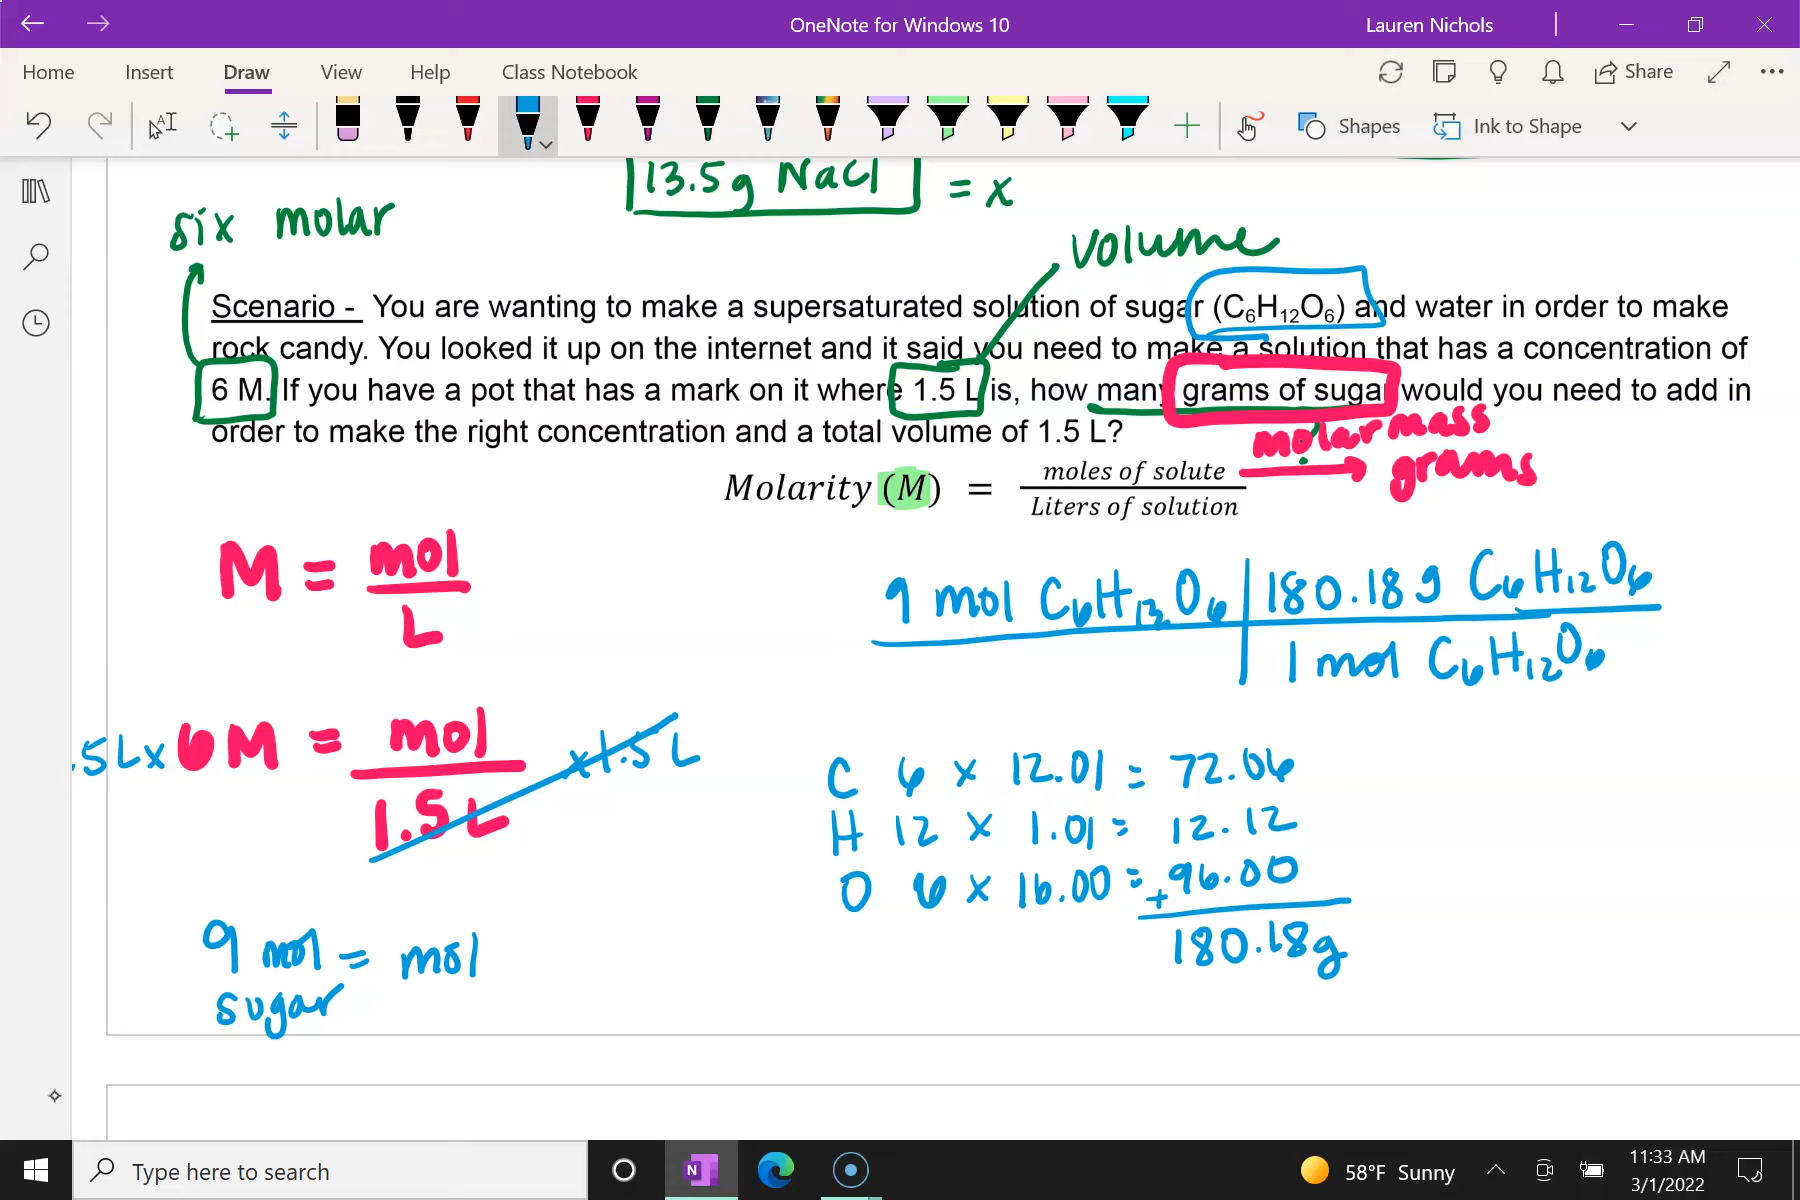 OneNote for Windows 10
Lauren Nichols
Home Insert Draw View Help Class Notebook
Share
Shapes
Ink to Shape
13.5g NaCl = x
six molar
volume
Scenario - You are wanting to make a supersaturated solution of sugar (C₆H₁₂O₆) and water in order to make
rock candy. You looked it up on the internet and it said you need to make a solution that has a concentration of
6 M. If you have a pot that has a mark on it where 1.5 L is, how many grams of sugar would you need to add in
order to make the right concentration and a total volume of 1.5 L?
molar mass
grams
Molarity (M) = moles of solute
Liters of solution
M = mol
L
9 mol C₆H₁₂O₆ | 180.18g C₆H₁₂O₆
1 mol C₆H₁₂O₆
.5 L x 6 M = mol x 1.5 L
1.5 L
C 6 x 12.01 = 72.06
H 12 x 1.01 = 12.12
O 6 x 16.00 = +96.00
180.18g
9 mol = mol
sugar
Type here to search
N
58°F Sunny
11:33 AM
3/1/2022